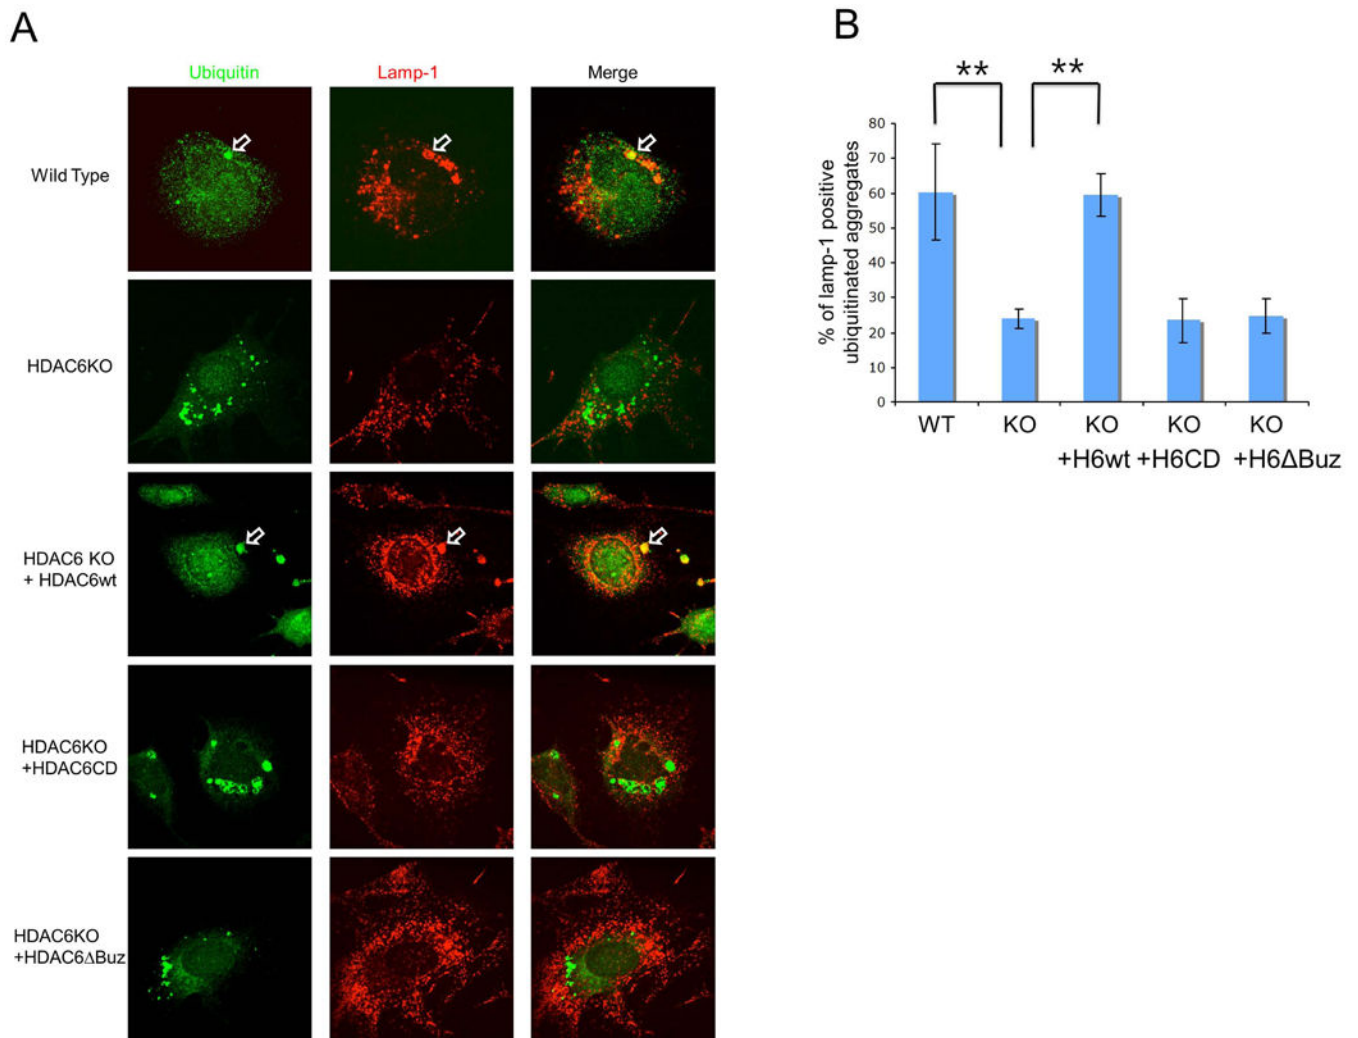 A
Ubiquitin Lamp-1 Merge
Wild Type
HDAC6KO
HDAC6 KO
+ HDAC6wt
HDAC6KO
+HDAC6CD
HDAC6KO
+HDAC6ΔBuz
B
** **
% of lamp-1 positive
ubiquitinated aggregates
80
70
60
50
40
30
20
10
0
WT KO KO KO KO
+H6wt +H6CD +H6ΔBuz